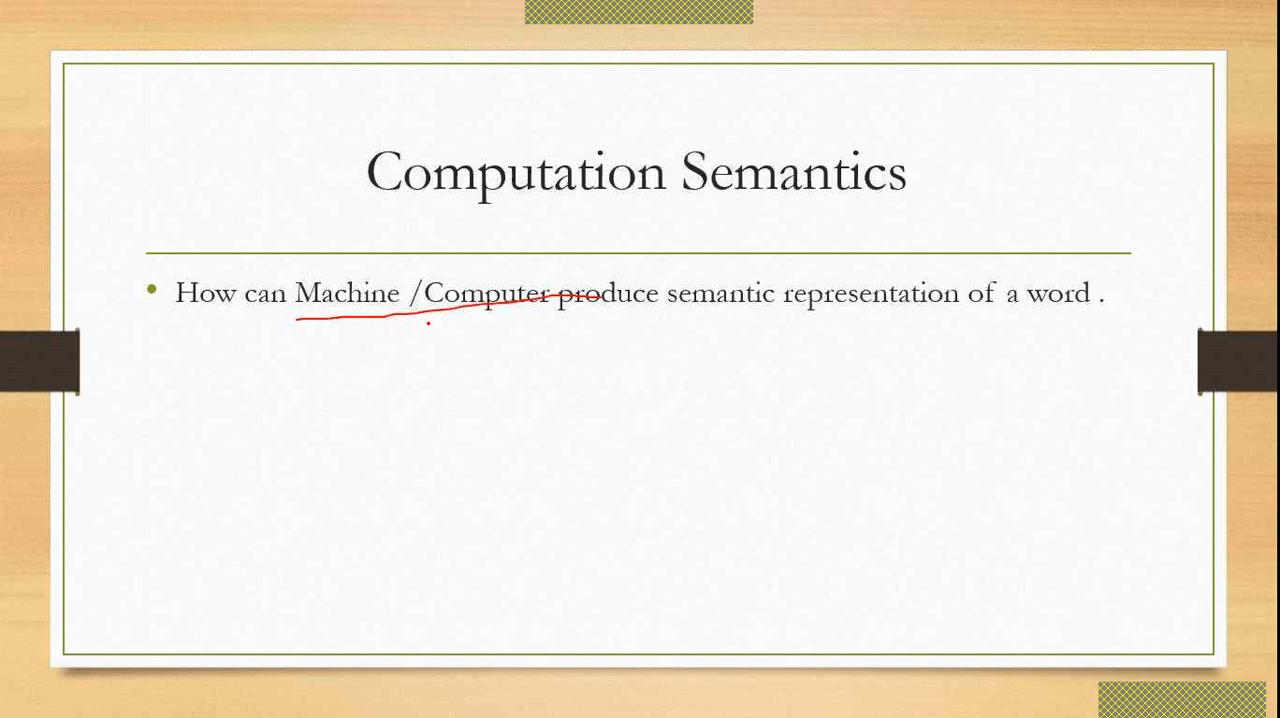 Computation Semantics
• How can Machine /Computer produce semantic representation of a word .